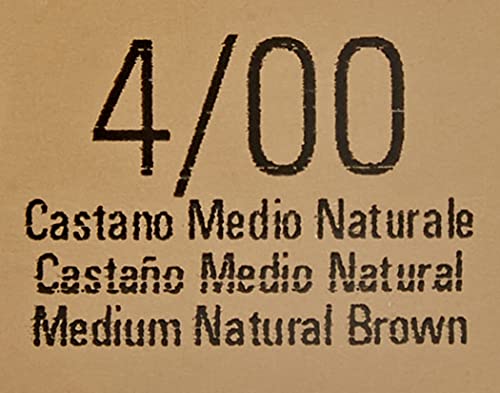 4/00
Castano Medio Naturale
Castaño Medio Natural
Medium Natural Brown